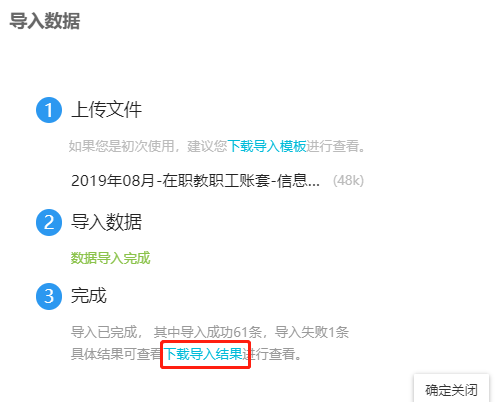 导入数据
1 上传文件
如果您是初次使用，建议您下载导入模板进行查看。
2019年08月-在职教职工账套-信息... (48k)
2 导入数据
数据导入完成
3 完成
导入已完成， 其中导入成功61条，导入失败1条
具体结果可查看下载导入结果进行查看。
确定关闭